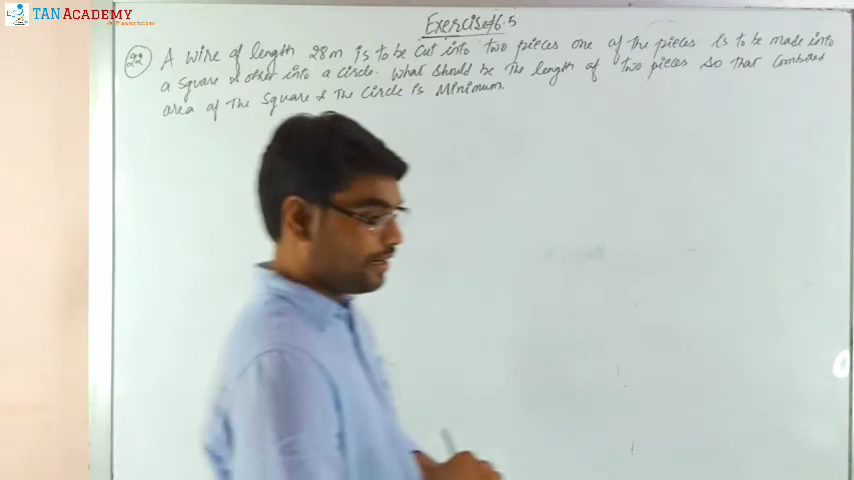 TAN ACADEMY
Exercise 6.5
22 A wire of length 28m is to be cut into two pieces one of the pieces is to be made into
a square & other into a circle. What should be the length of two pieces so that combined
area of the square & the circle is minimum.